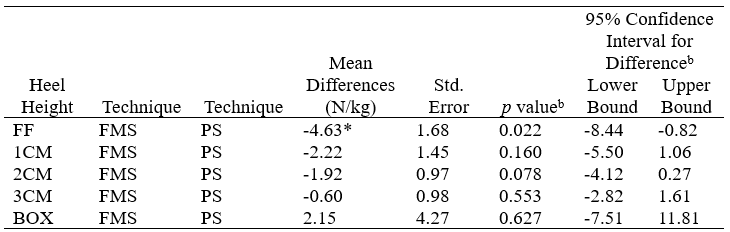 95% Confidence
Interval for
Mean Differenceᵇ
Heel Differences Std. Lower Upper
Height Technique Technique (N/kg) Error p valueᵇ Bound Bound
FF FMS PS -4.63* 1.68 0.022 -8.44 -0.82
1CM FMS PS -2.22 1.45 0.160 -5.50 1.06
2CM FMS PS -1.92 0.97 0.078 -4.12 0.27
3CM FMS PS -0.60 0.98 0.553 -2.82 1.61
BOX FMS PS 2.15 4.27 0.627 -7.51 11.81